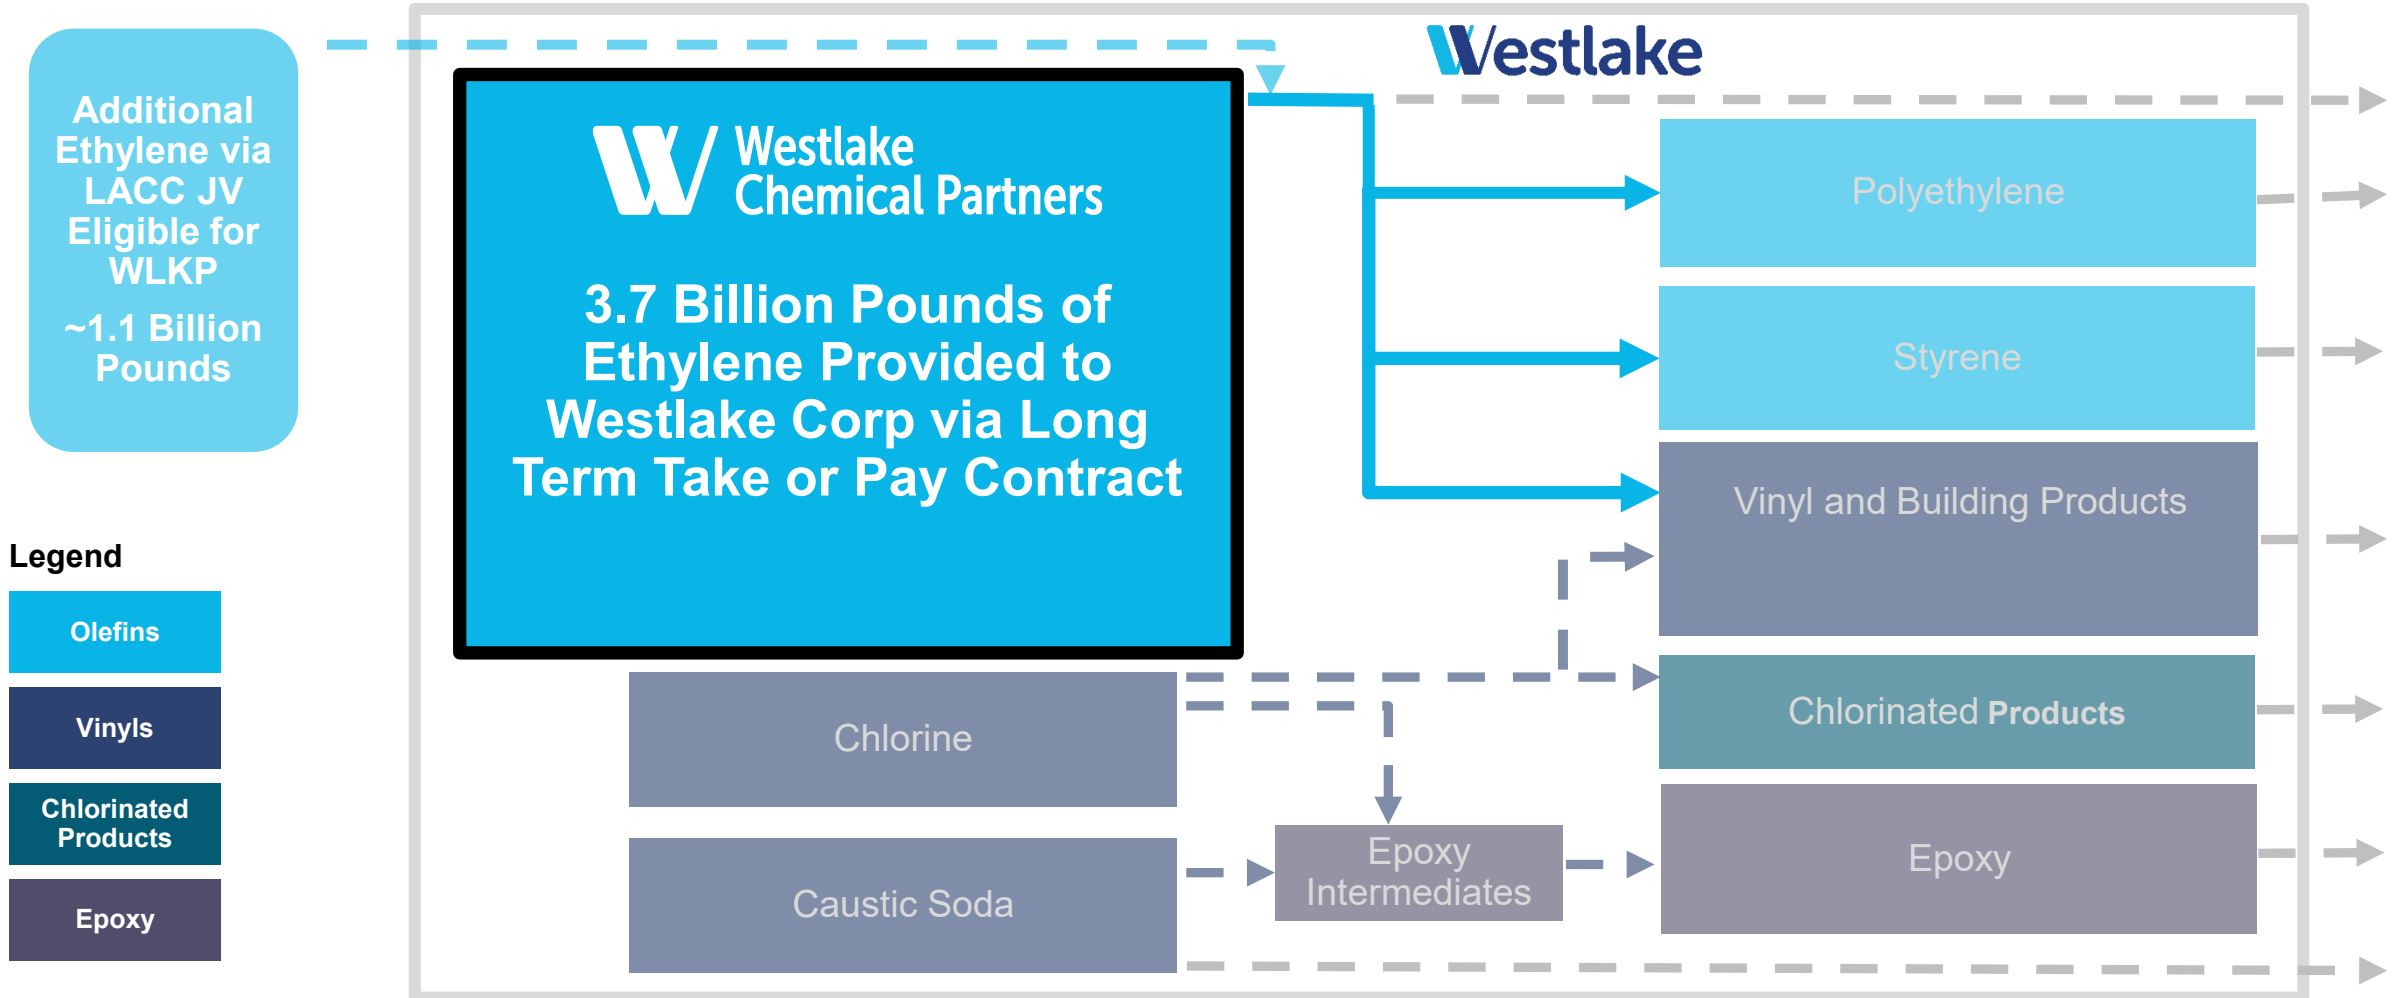 Additional
Ethylene via
LACC JV
Eligible for
WLKP
~1.1 Billion
Pounds
Legend
Olefins
Vinyls
Chlorinated
Products
Epoxy
Westlake
Westlake
Chemical Partners
3.7 Billion Pounds of
Ethylene Provided to
Westlake Corp via Long
Term Take or Pay Contract
Chlorine
Caustic Soda
Epoxy
Intermediates
Polyethylene
Styrene
Vinyl and Building Products
Chlorinated Products
Epoxy